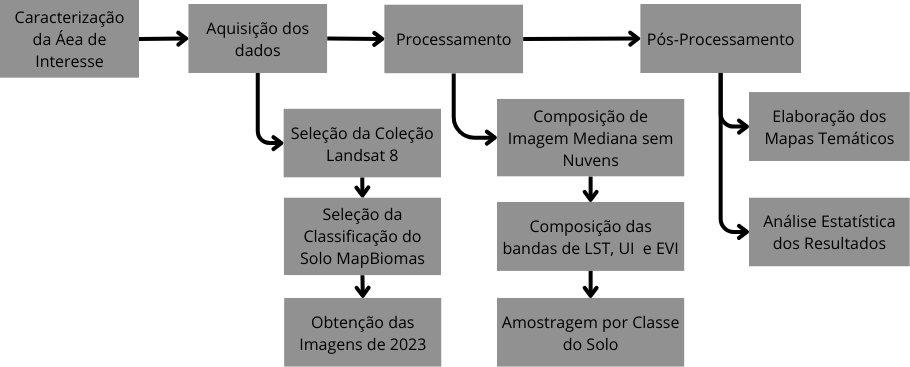 Caracterização
da Áea de
Interesse
Aquisição dos
dados
Processamento
Pós-Processamento
Seleção da Coleção
Landsat 8
Seleção da
Classificação do
Solo MapBiomas
Obtenção das
Imagens de 2023
Composição de
Imagem Mediana sem
Nuvens
Composição das
bandas de LST, UI e EVI
Amostragem por Classe
do Solo
Elaboração dos
Mapas Temáticos
Análise Estatística
dos Resultados